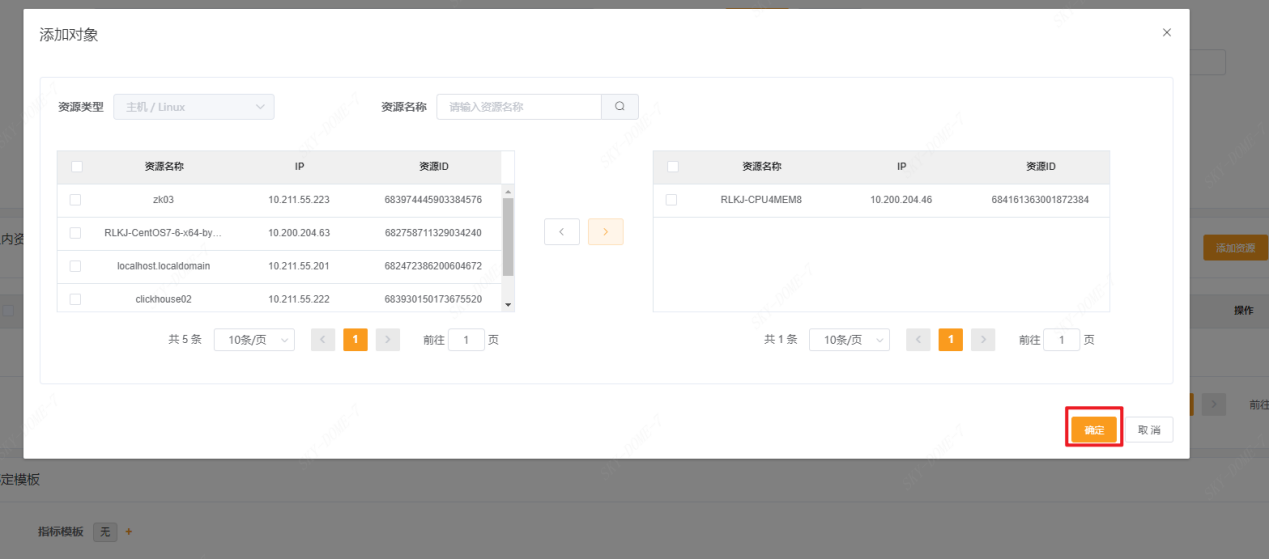 添加对象
资源类型 主机 / Linux 资源名称 请输入资源名称
资源名称 IP 资源ID
zk03 10.211.55.223 683974445903384576
RLKJ-CentOS7-6-x64-by... 10.200.204.63 682758711329034240
localhost.localdomain 10.211.55.201 682472386200604672
clickhouse02 10.211.55.222 683930150173675520
共 5 条 10条/页 1 前往 1 页
资源名称 IP 资源ID
RLKJ-CPU4MEM8 10.200.204.46 684161363001872384
共 1 条 10条/页 1 前往 1 页
确定 取消
内资
添加资源
操作
前往
定模板
指标模板 无 +